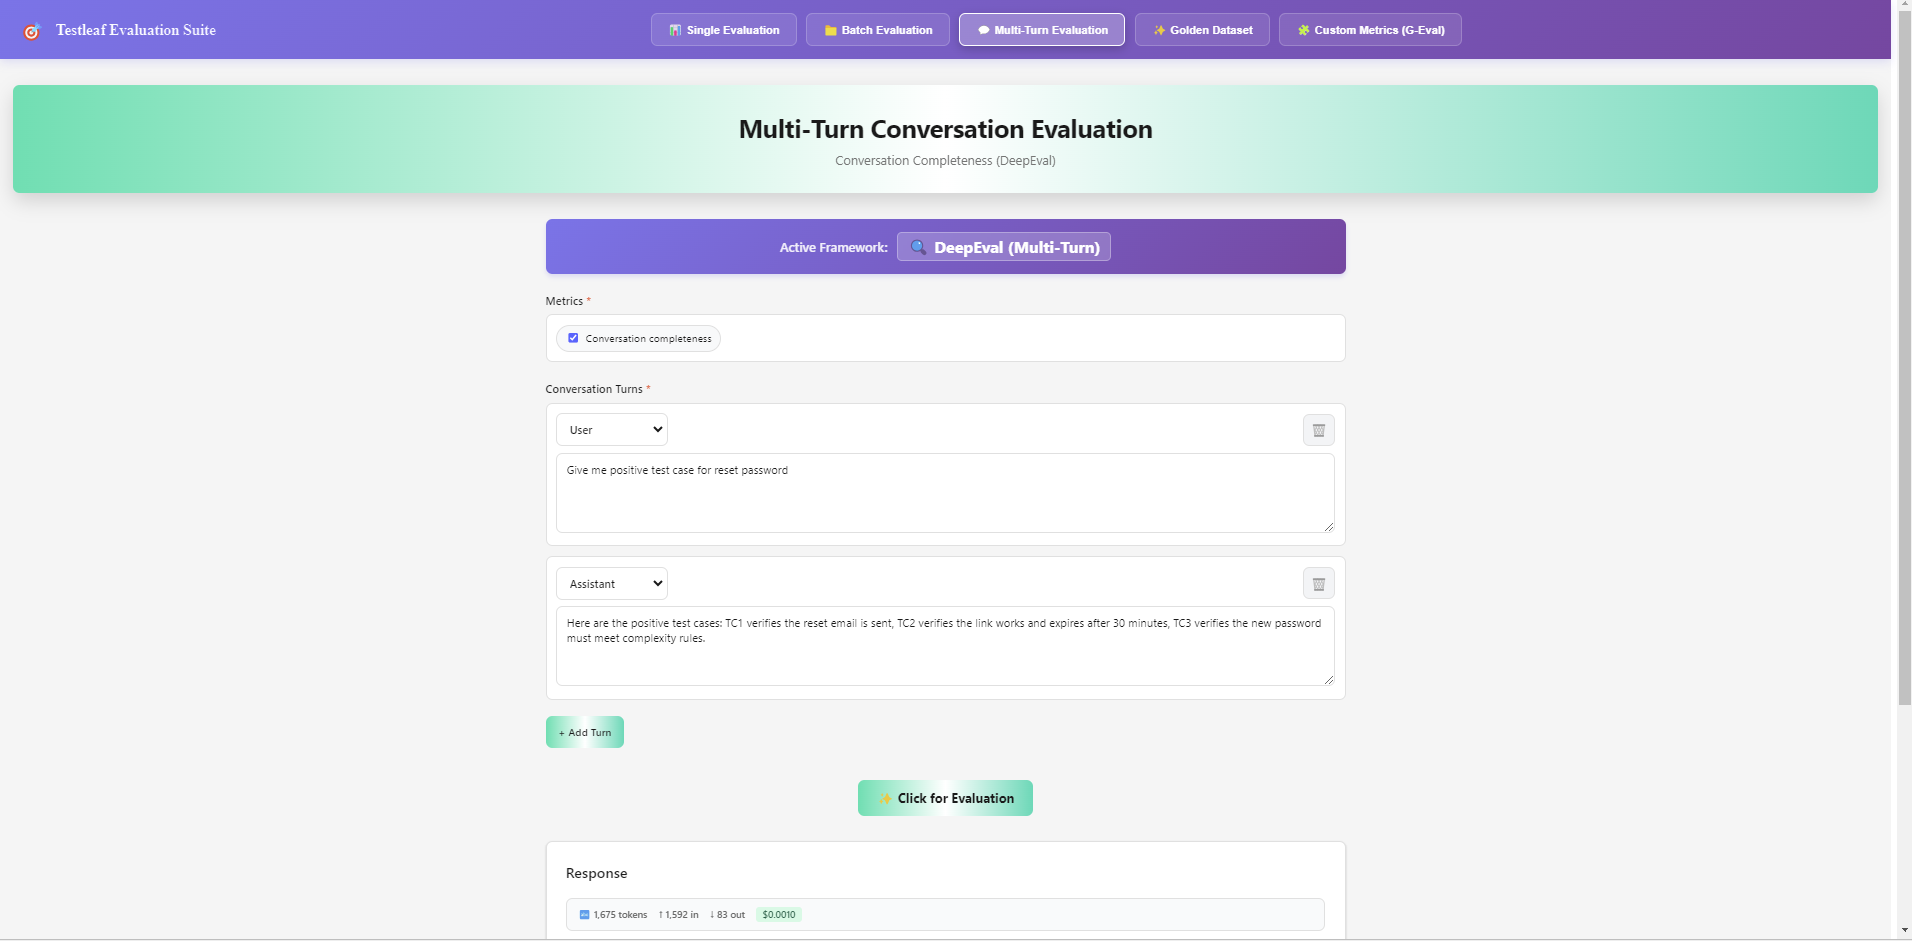 Testleaf Evaluation Suite
Single Evaluation
Batch Evaluation
Multi-Turn Evaluation
Golden Dataset
Custom Metrics (G-Eval)
Multi-Turn Conversation Evaluation
Conversation Completeness (DeepEval)
Active Framework: DeepEval (Multi-Turn)
Metrics *
Conversation completeness
Conversation Turns *
User
Give me positive test case for reset password
Assistant
Here are the positive test cases: TC1 verifies the reset email is sent, TC2 verifies the link works and expires after 30 minutes, TC3 verifies the new password
must meet complexity rules.
+ Add Turn
Click for Evaluation
Response
1,675 tokens ↑ 1,592 in ↓ 83 out $0.0010